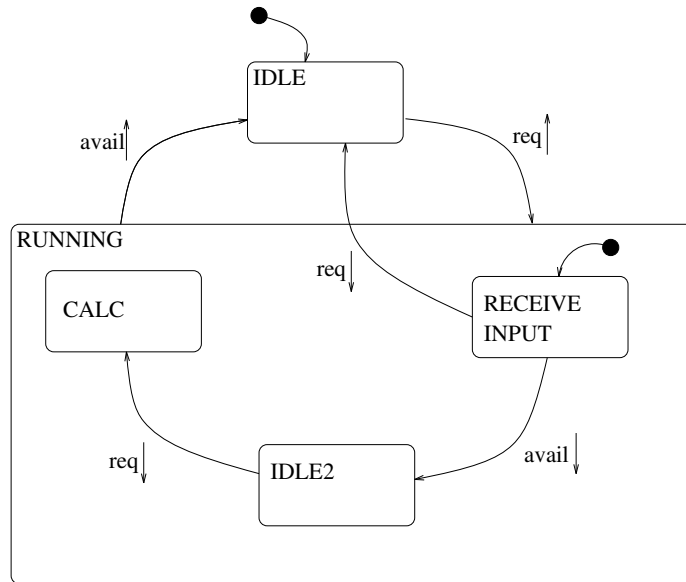 IDLE
avail
req
RUNNING
req
CALC
RECEIVE
INPUT
req
avail
IDLE2